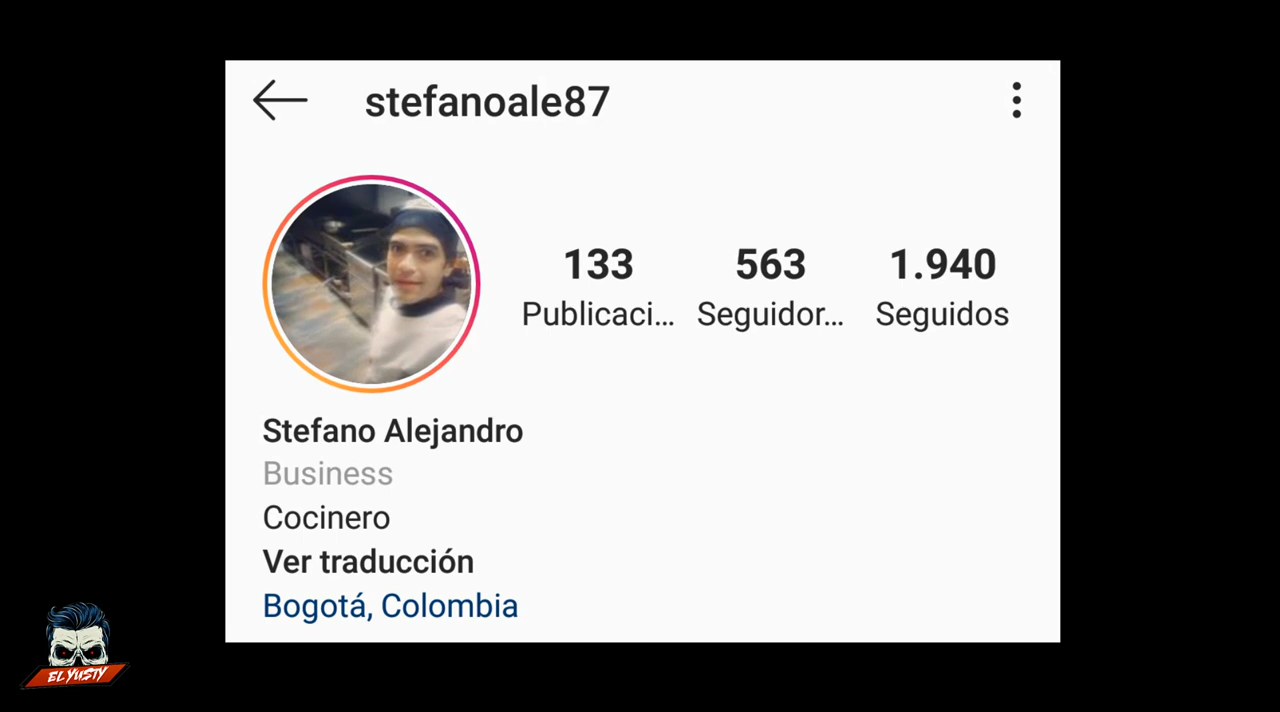 stefanoale87
133 563 1.940
Publicaci... Seguidor... Seguidos
Stefano Alejandro
Business
Cocinero
Ver traducción
Bogotá, Colombia
EL YUSTY